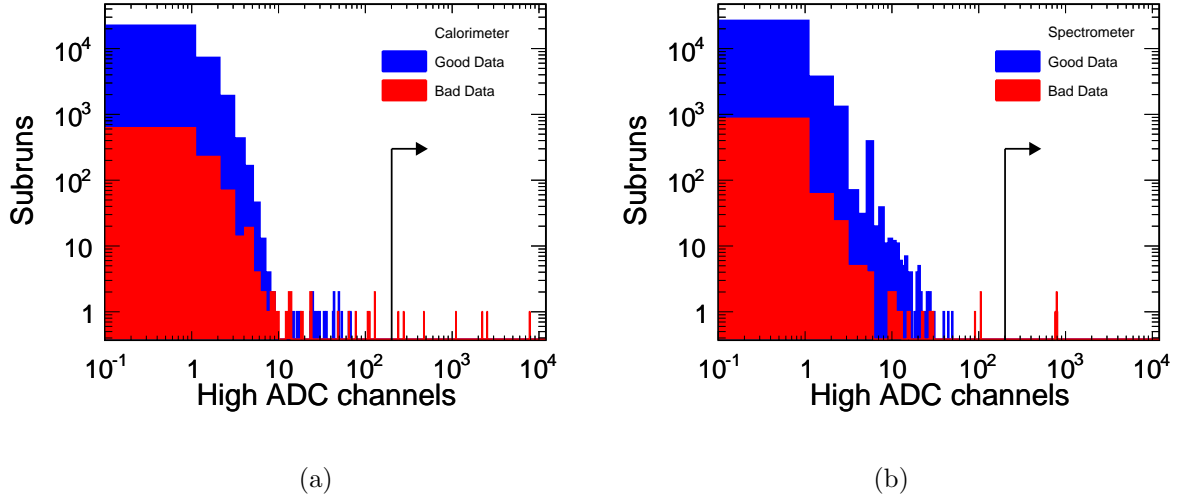 Calorimeter
Good Data
Bad Data
Subruns
10^4
10^3
10^2
10
1
10^-1 1 10 10^2 10^3 10^4
High ADC channels
(a)
Spectrometer
Good Data
Bad Data
Subruns
10^4
10^3
10^2
10
1
10^-1 1 10 10^2 10^3 10^4
High ADC channels
(b)